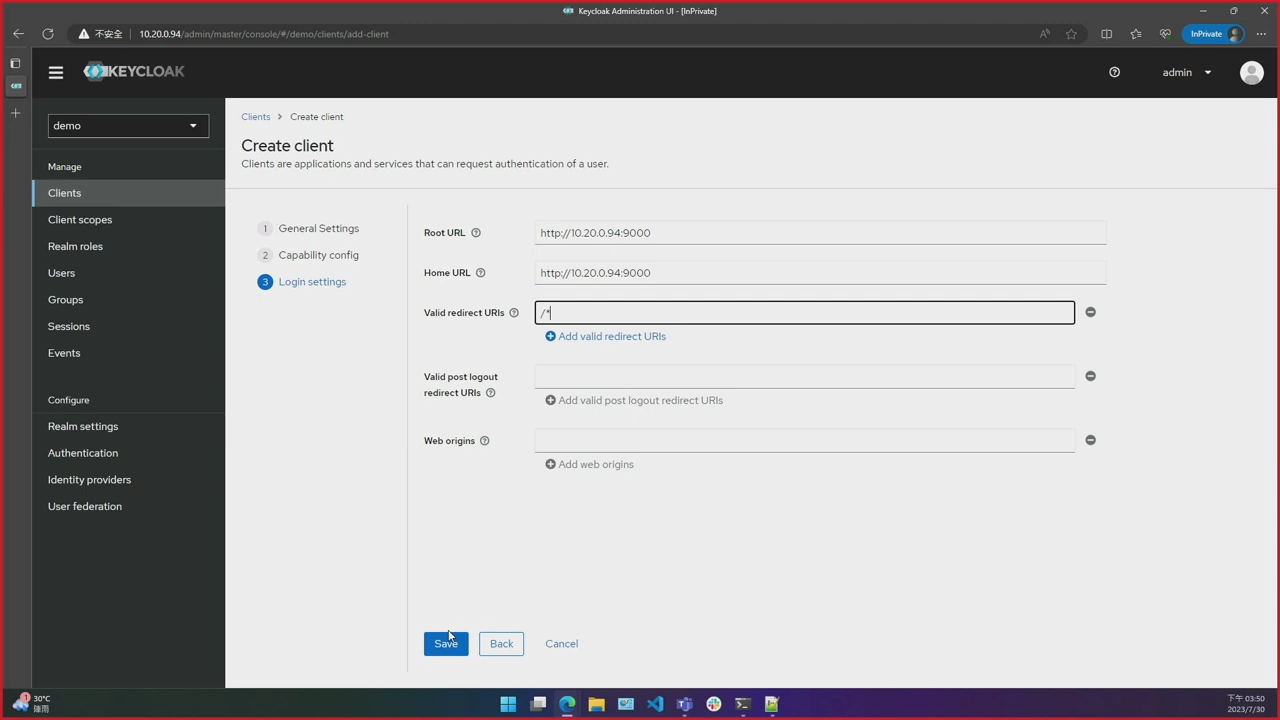 Keycloak Administration UI - [InPrivate]
不安全 10.20.0.94/admin/master/console/#/demo/clients/add-client
InPrivate
KEYCLOAK
admin
demo
Manage
Clients
Client scopes
Realm roles
Users
Groups
Sessions
Events
Configure
Realm settings
Authentication
Identity providers
User federation
Clients > Create client
Create client
Clients are applications and services that can request authentication of a user.
1 General Settings
2 Capability config
3 Login settings
Root URL http://10.20.0.94:9000
Home URL http://10.20.0.94:9000
Valid redirect URIs /*
Add valid redirect URIs
Valid post logout
redirect URIs
Add valid post logout redirect URIs
Web origins
Add web origins
Save Back Cancel
1
30°C
陣雨
下午 03:50
2023/7/30